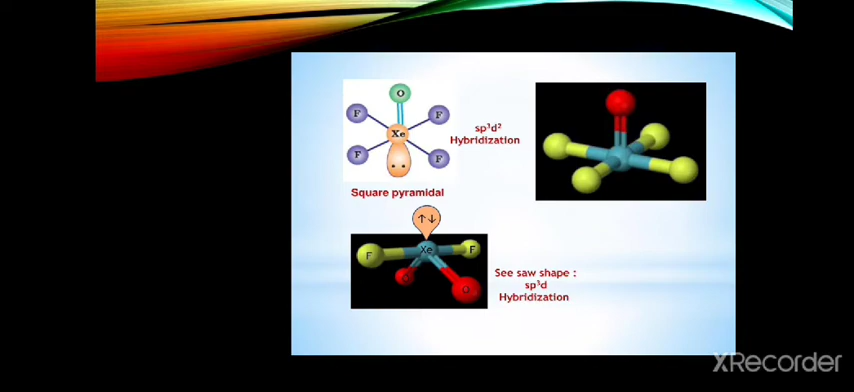 O
F
F
Xe
F
F
sp³d²
Hybridization
Square pyramidal
↑↓
F
Xe
F
O
O
See saw shape :
sp³d
Hybridization
XRecorder